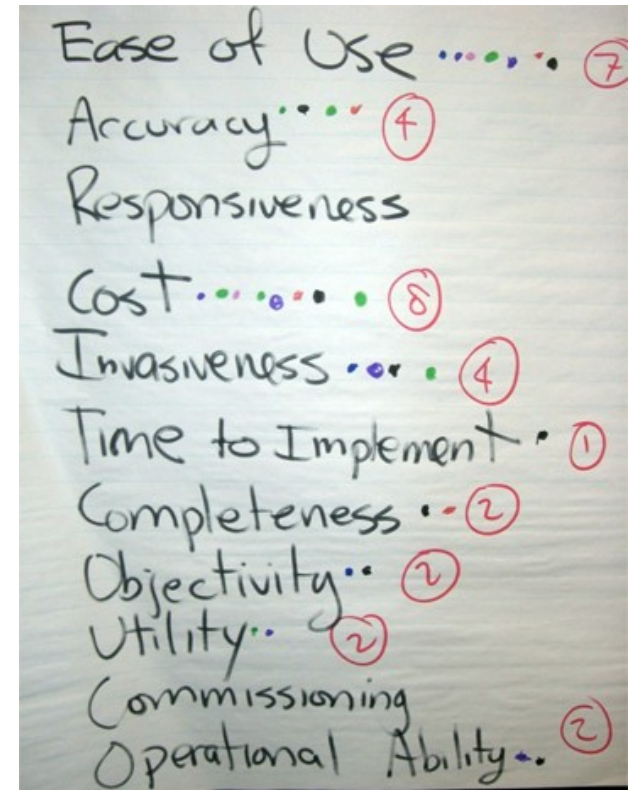 Ease of Use 7
Accuracy 4
Responsiveness
Cost 8
Invasiveness 4
Time to Implement 1
Completeness 2
Objectivity 2
Utility 2
Commissioning
Operational Ability 2